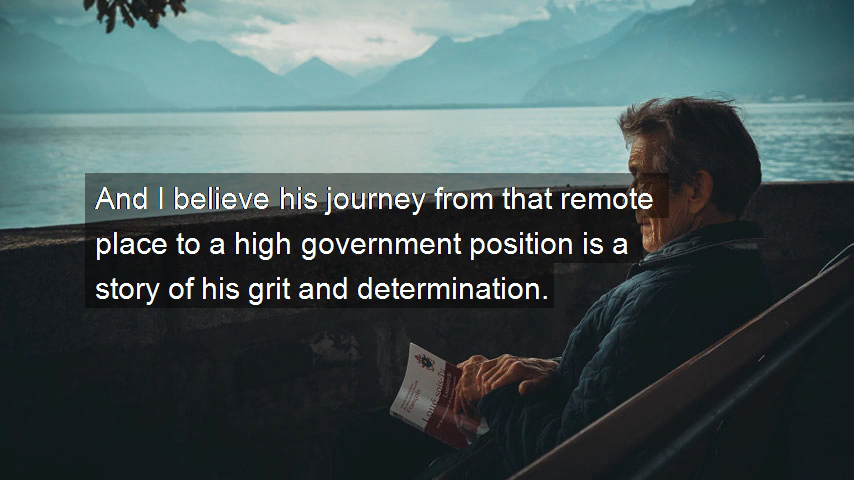 And I believe his journey from that remote
place to a high government position is a
story of his grit and determination.